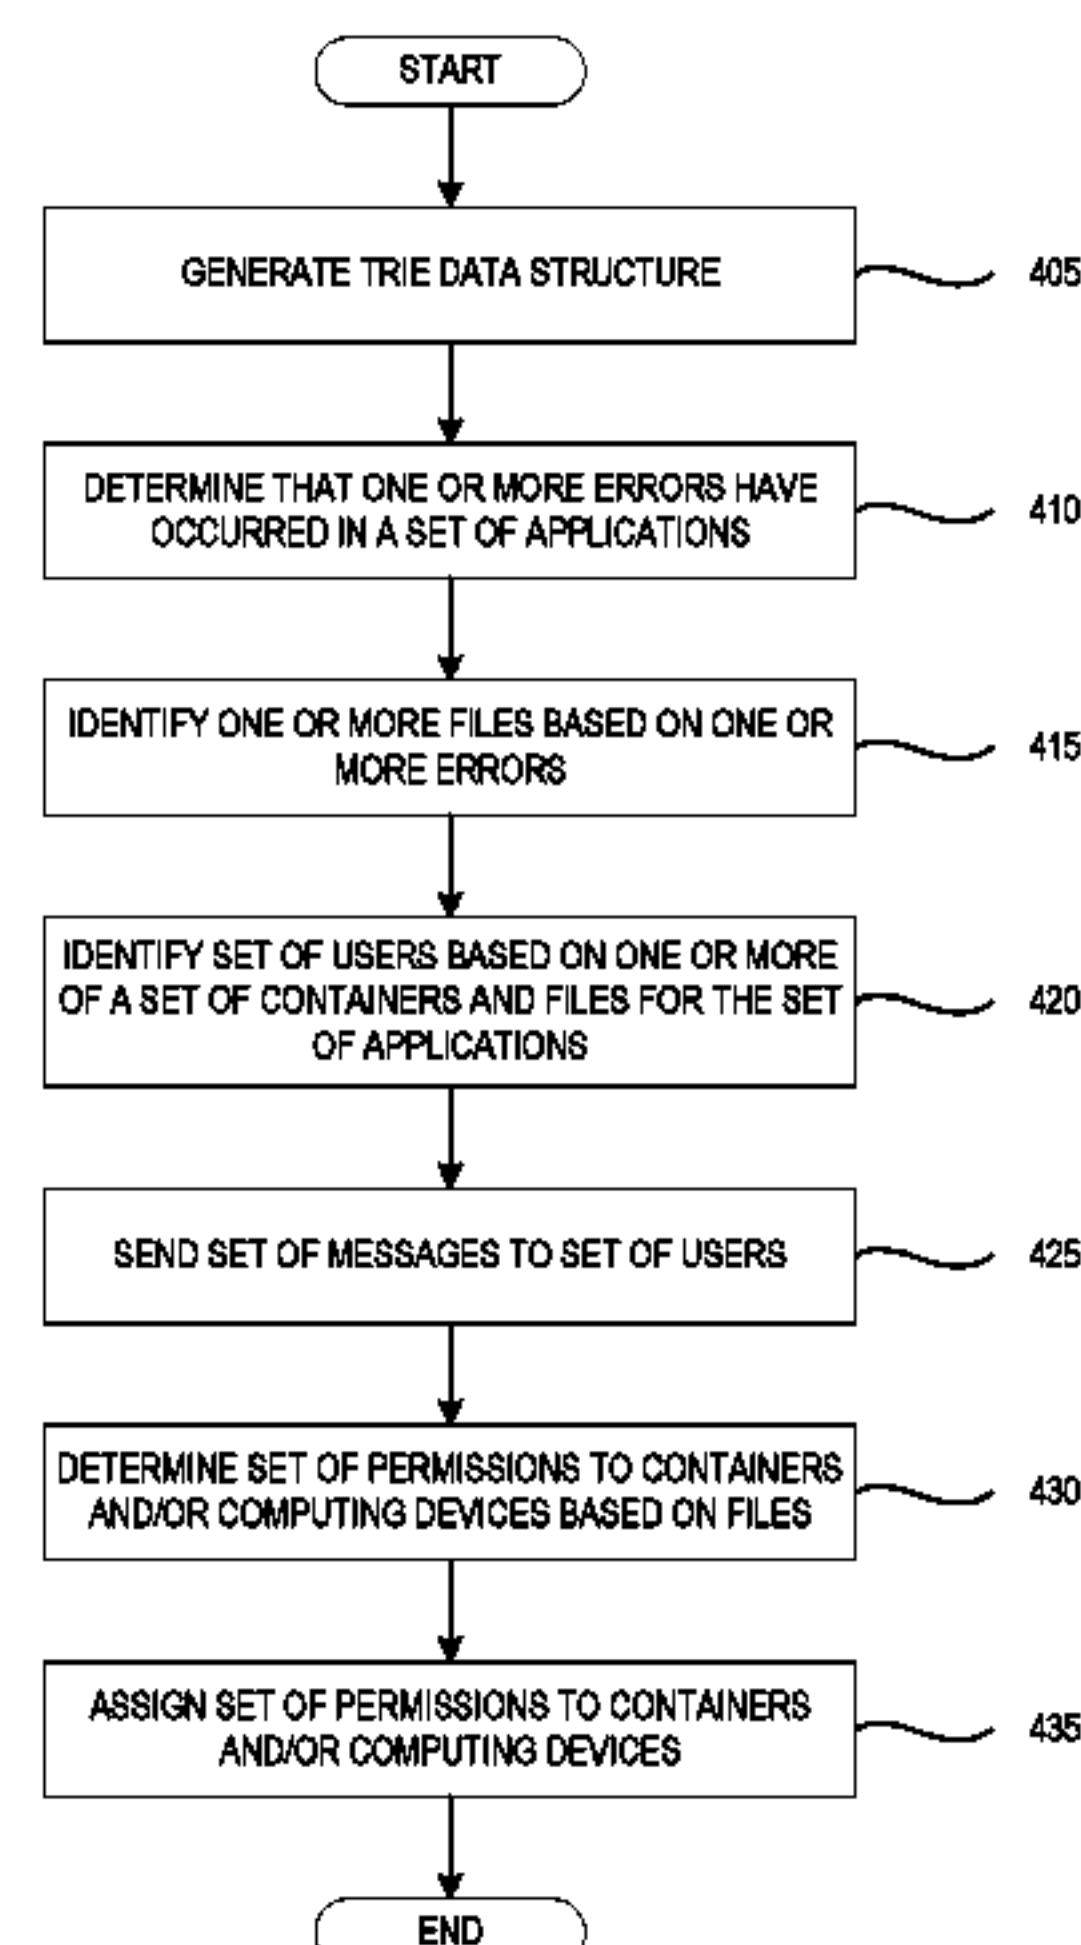 START
GENERATE TRIE DATA STRUCTURE
405
DETERMINE THAT ONE OR MORE ERRORS HAVE
OCCURRED IN A SET OF APPLICATIONS
410
IDENTIFY ONE OR MORE FILES BASED ON ONE OR
MORE ERRORS
415
IDENTIFY SET OF USERS BASED ON ONE OR MORE
OF A SET OF CONTAINERS AND FILES FOR THE SET
OF APPLICATIONS
420
SEND SET OF MESSAGES TO SET OF USERS
425
DETERMINE SET OF PERMISSIONS TO CONTAINERS
AND/OR COMPUTING DEVICES BASED ON FILES
430
ASSIGN SET OF PERMISSIONS TO CONTAINERS
AND/OR COMPUTING DEVICES
435
END